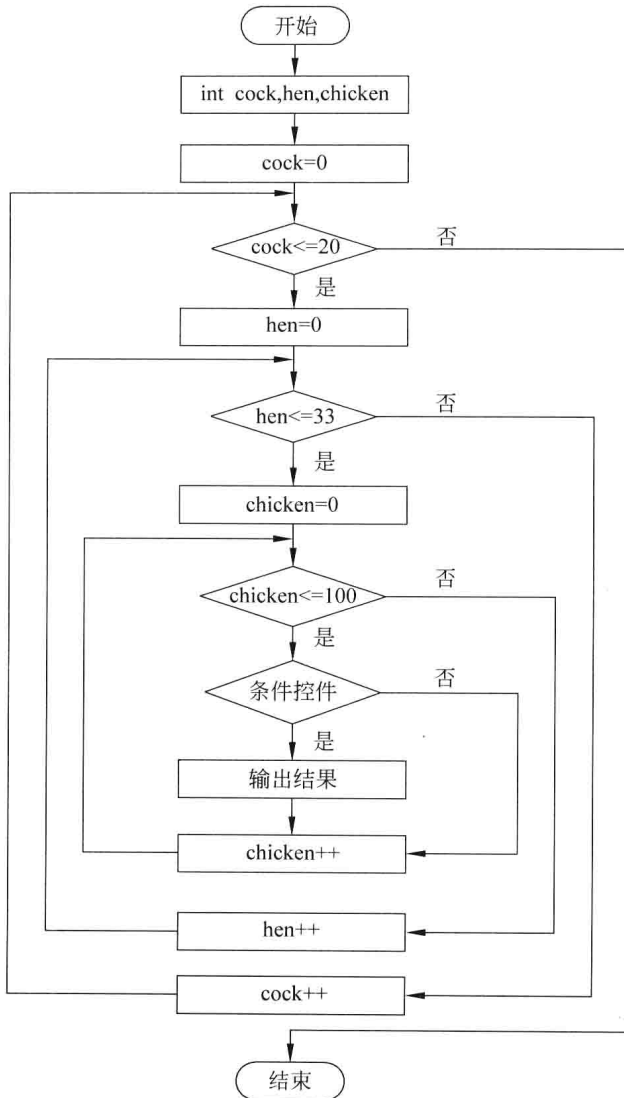 开始
int cock,hen,chicken
cock=0
cock<=20
否
是
hen=0
hen<=33
否
是
chicken=0
chicken<=100
否
是
条件控件
否
是
输出结果
chicken++
hen++
cock++
结束